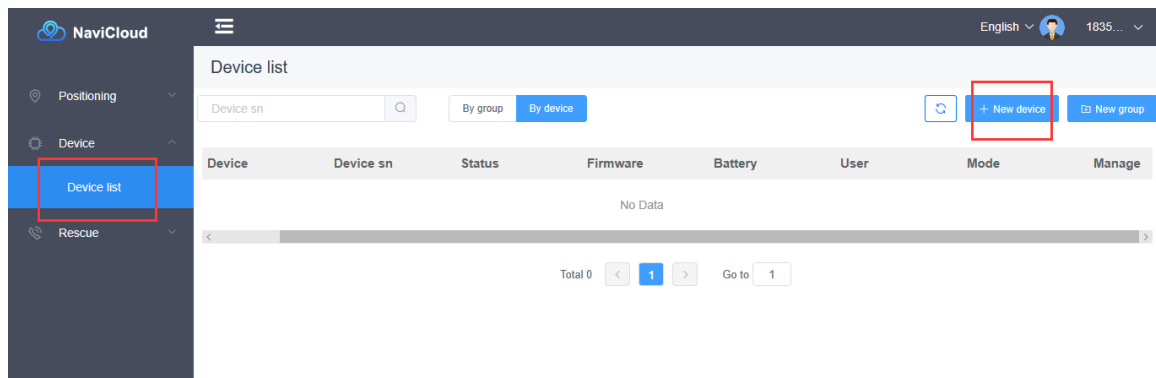 NaviCloud
English
1835...
Device list
Positioning
Device sn
By group
By device
+ New device
New group
Device
Device Device sn Status Firmware Battery User Mode Manage
Device list
No Data
Rescue
Total 0 < 1 > Go to 1